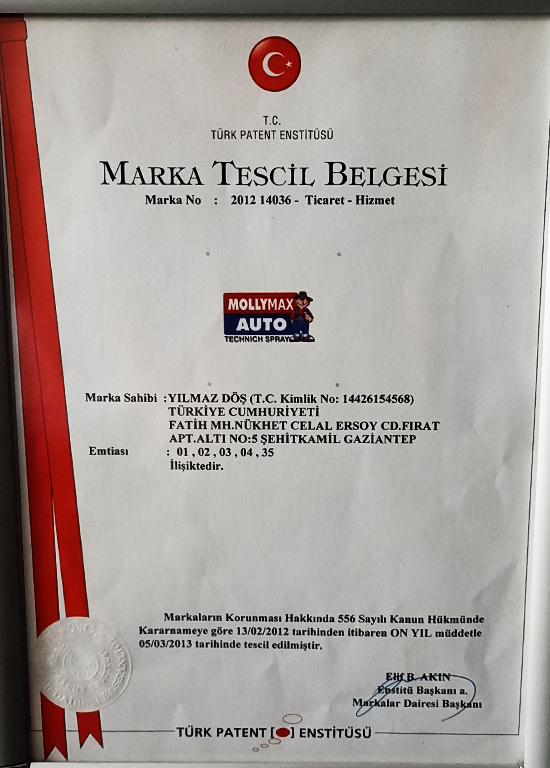 T.C.
TÜRK PATENT ENSTİTÜSÜ
MARKA TESCİL BELGESİ
Marka No : 2012 14036 - Ticaret - Hizmet
MOLLYMAX
AUTO
TECHNICH SPRAY
Marka Sahibi :YILMAZ DÖŞ (T.C. Kimlik No: 14426154568)
TÜRKİYE CUMHURİYETİ
FATİH MH.NÜKHET CELAL ERSOY CD.FIRAT
APT.ALTI NO:5 ŞEHİTKAMİL GAZİANTEP
Emtiası : 01 , 02 , 03 , 04 , 35
İlişiktedir.
Markaların Korunması Hakkında 556 Sayılı Kanun Hükmünde
Kararnameye göre 13/02/2012 tarihinden itibaren ON YIL müddetle
05/03/2013 tarihinde tescil edilmiştir.
Elif B. AKIN
Enstitü Başkanı a.
Markalar Dairesi Başkanı
TÜRK PATENT [ ] ENSTİTÜSÜ